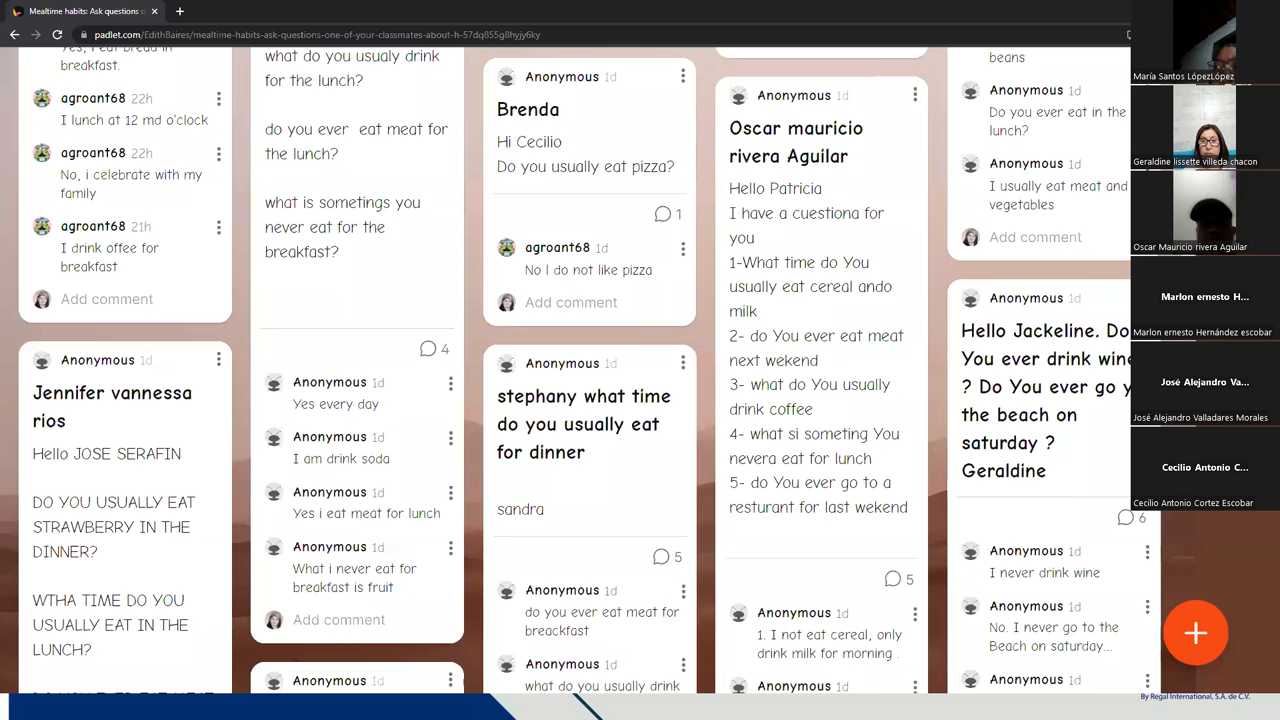 Mealtime habits: Ask questions
padlet.com/EdithBaires/mealtime-habits-ask-questions-one-of-your-classmates-about-h-57dq855g8hyjy6ky
Yes, I eat bread in
breakfast.
agroant68 22h
I lunch at 12 md o'clock
agroant68 22h
No, i celebrate with my
family
agroant68 21h
I drink offee for
breakfast
Add comment
Anonymous 1d
Jennifer vannessa
rios
Hello JOSE SERAFIN
DO YOU USUALLY EAT
STRAWBERRY IN THE
DINNER?
WTHA TIME DO YOU
USUALLY EAT IN THE
LUNCH?
what do you usualy drink
for the lunch?
do you ever eat meat for
the lunch?
what is sometings you
never eat for the
breakfast?
4
Anonymous 1d
Yes every day
Anonymous 1d
I am drink soda
Anonymous 1d
Yes i eat meat for lunch
Anonymous 1d
What i never eat for
breakfast is fruit
Add comment
Anonymous 1d
Anonymous 1d
Brenda
Hi Cecilio
Do you usually eat pizza?
1
agroant68 1d
No I do not like pizza
Add comment
Anonymous 1d
stephany what time
do you usually eat
for dinner
sandra
5
Anonymous 1d
do you ever eat meat for
breackfast
Anonymous 1d
what do you usually drink
Anonymous 1d
Oscar mauricio
rivera Aguilar
Hello Patricia
I have a cuestiona for
you
1-What time do You
usually eat cereal ando
milk
2- do You ever eat meat
next wekend
3- what do You usually
drink coffee
4- what si someting You
nevera eat for lunch
5- do You ever go to a
resturant for last wekend
5
Anonymous 1d
1. I not eat cereal, only
drink milk for morning .
Anonymous 1d
beans
Anonymous 1d
Do you ever eat in the
lunch?
Anonymous 1d
I usually eat meat and
vegetables
Add comment
Anonymous 1d
Hello Jackeline. Do
You ever drink wine
? Do You ever go y
the beach on
saturday ?
Geraldine
6
Anonymous 1d
I never drink wine
Anonymous 1d
No. I never go to the
Beach on saturday...
Anonymous 1d
María Santos LópezLópez
Geraldine lissette villeda chacon
Oscar Mauricio rivera Aguilar
Marlon ernesto H...
Marlon ernesto Hernández escobar
José Alejandro Va...
José Alejandro Valladares Morales
Cecilio Antonio C...
Cecilio Antonio Cortez Escobar
By Regal International, S.A. de C.V.